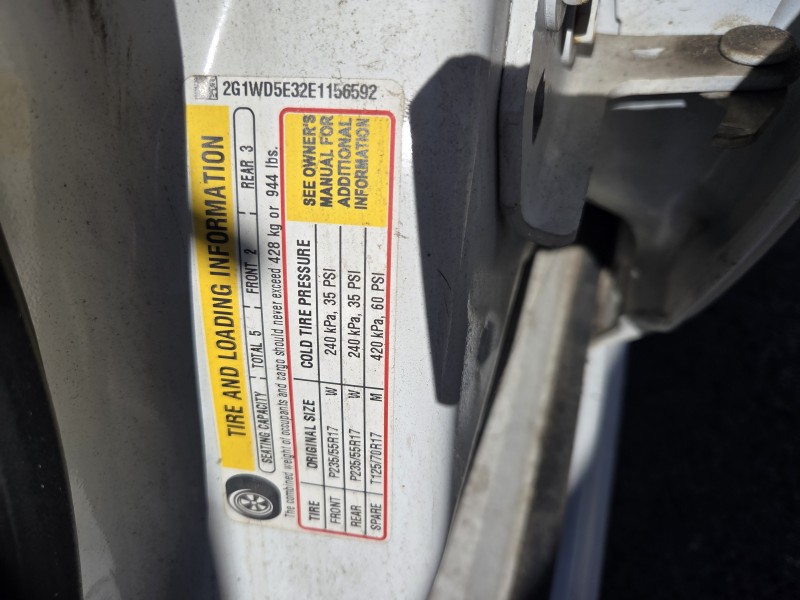 2G1WD5E32E1156592
TIRE AND LOADING INFORMATION
SEATING CAPACITY TOTAL 5 FRONT 2 REAR 3
The combined weight of occupants and cargo should never exceed 428 kg or 944 lbs.
TIRE ORIGINAL SIZE COLD TIRE PRESSURE
FRONT P235/55R17 W 240 kPa, 35 PSI
REAR P235/55R17 W 240 kPa, 35 PSI
SPARE T125/70R17 M 420 kPa, 60 PSI
SEE OWNER'S
MANUAL FOR
ADDITIONAL
INFORMATION